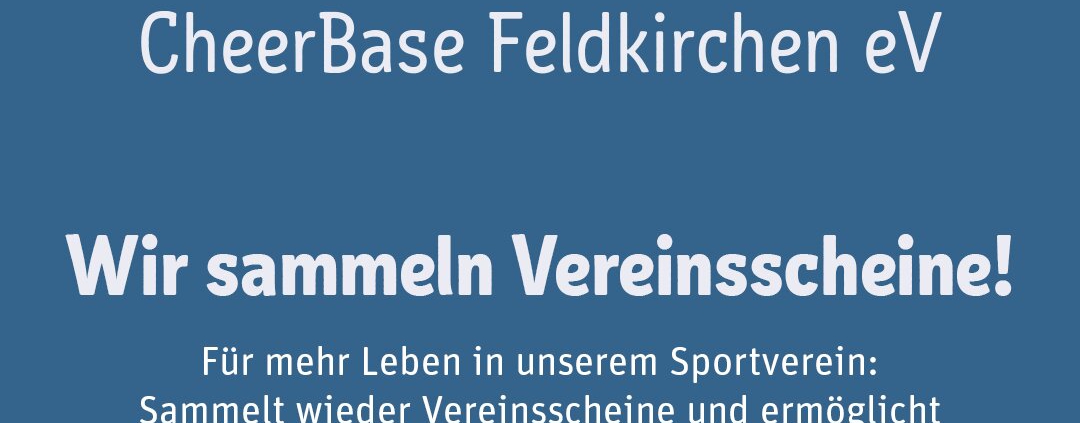 CheerBase Feldkirchen eV
Wir sammeln Vereinsscheine!
Für mehr Leben in unserem Sportverein:
Sammelt wieder Vereinsscheine und ermöglicht